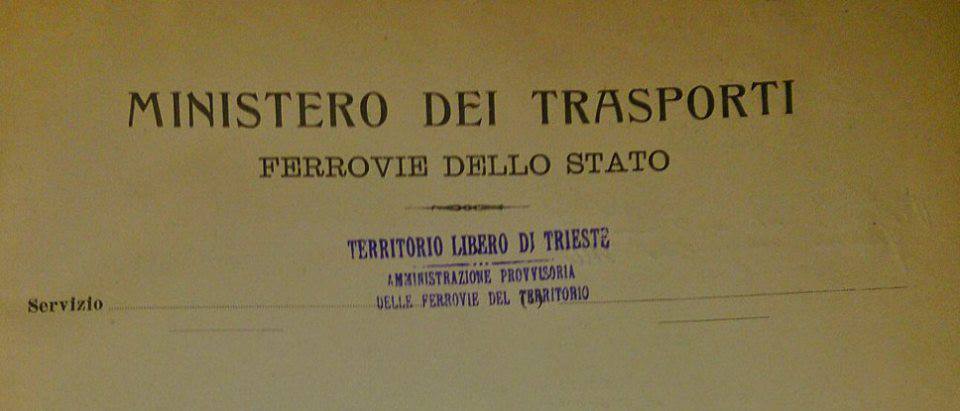 MINISTERO DEI TRASPORTI
FERROVIE DELLO STATO
TERRITORIO LIBERO DI TRIESTE
AMMINISTRAZIONE PROVVISORIA
DELLE FERROVIE DEL TERRITORIO
Servizio